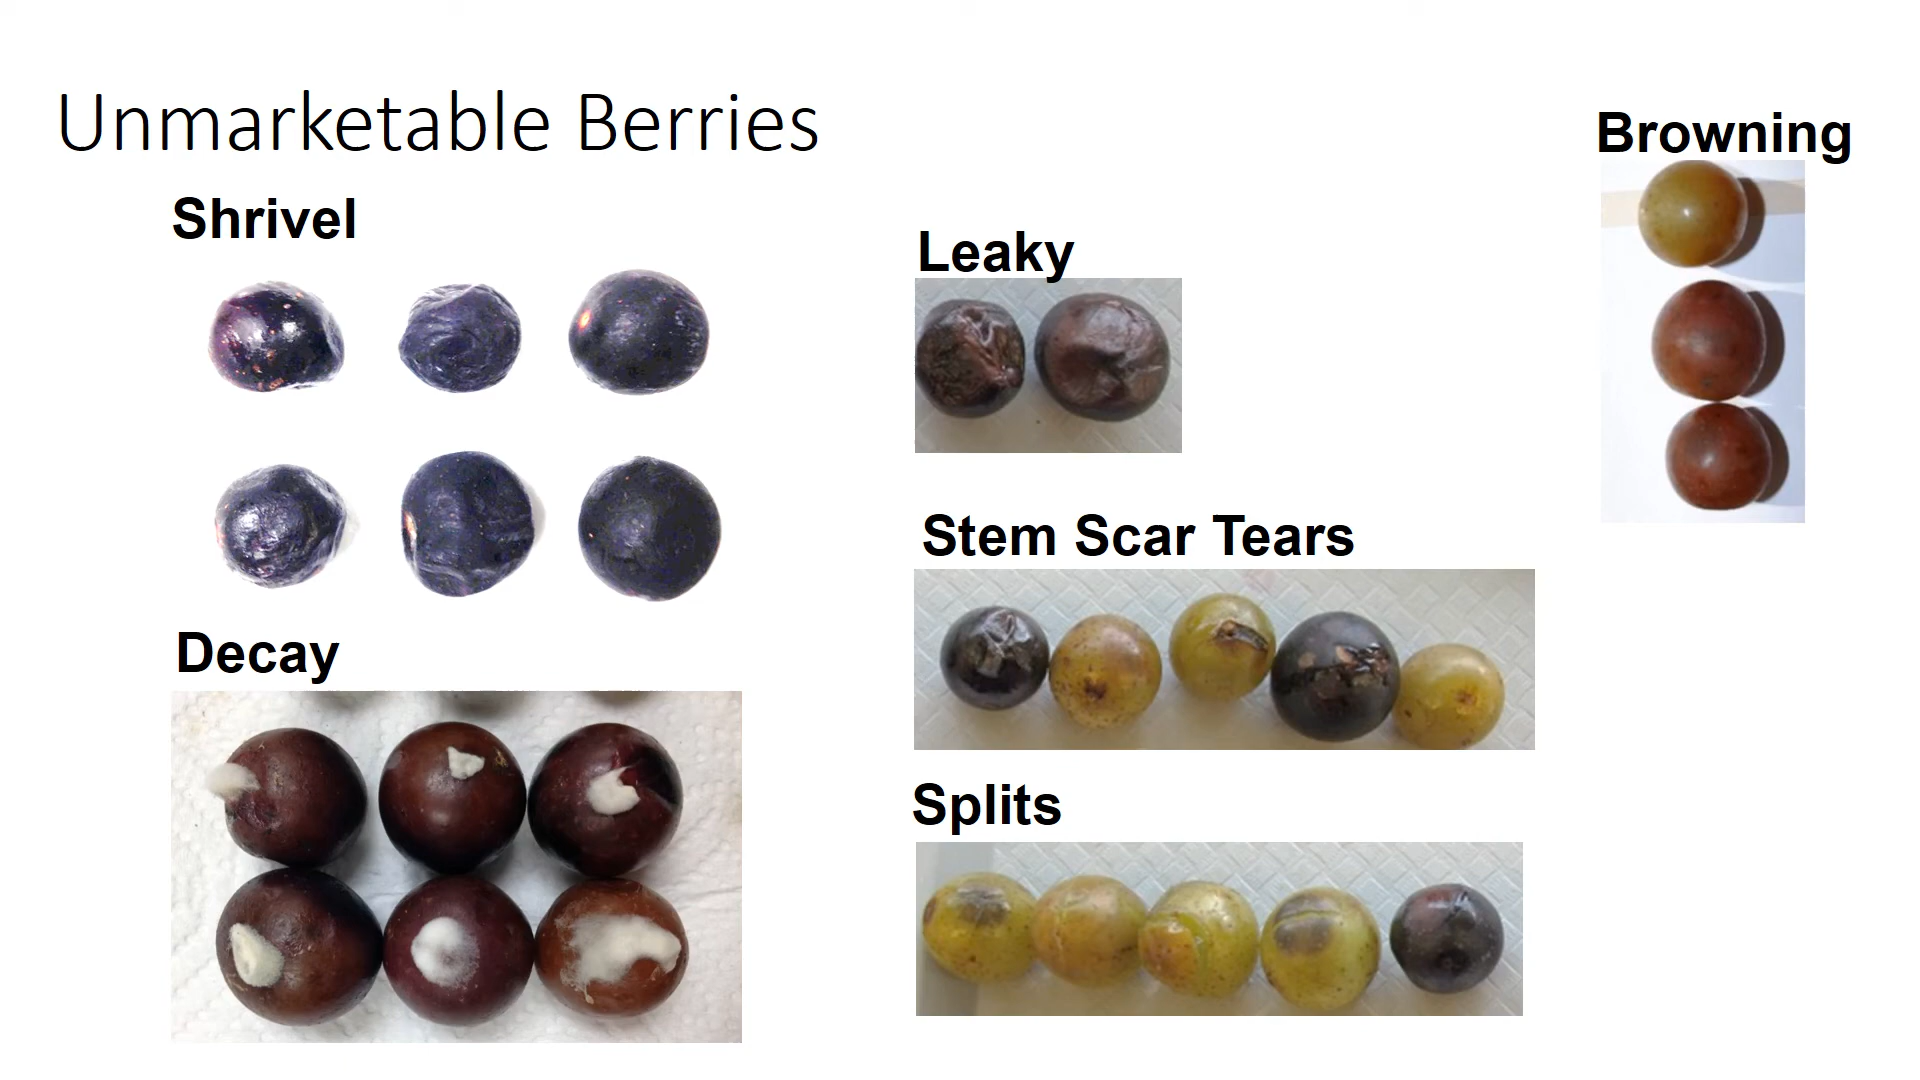 Unmarketable Berries
Shrivel
Decay
Leaky
Stem Scar Tears
Splits
Browning